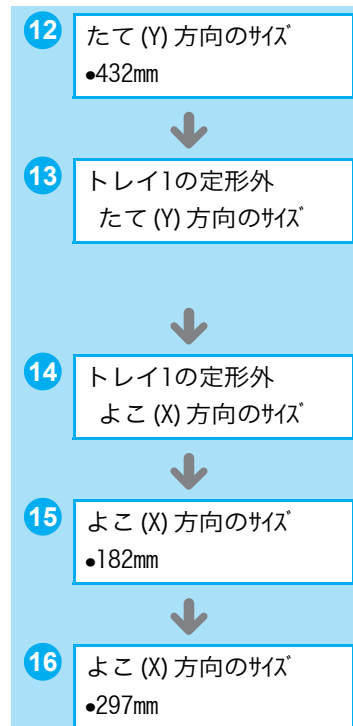 12
たて (Y) 方向のｻｲｽﾞ
●432mm
13
トレイ1の定形外
たて (Y) 方向のｻｲｽﾞ
14
トレイ1の定形外
よこ (X) 方向のｻｲｽﾞ
15
よこ (X) 方向のｻｲｽﾞ
●182mm
16
よこ (X) 方向のｻｲｽﾞ
●297mm